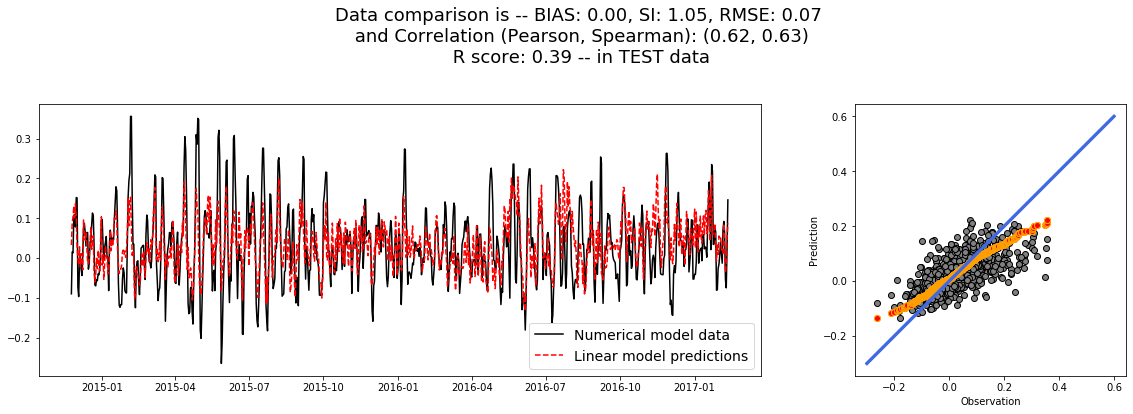 Data comparison is -- BIAS: 0.00, SI: 1.05, RMSE: 0.07
and Correlation (Pearson, Spearman): (0.62, 0.63)
R score: 0.39 -- in TEST data
0.3
0.2
0.1
0.0
−0.1
−0.2
2015-01 2015-04 2015-07 2015-10 2016-01 2016-04 2016-07 2016-10 2017-01
Numerical model data
Linear model predictions
Prediction
0.6
0.4
0.2
0.0
−0.2
−0.2 0.0 0.2 0.4 0.6
Observation